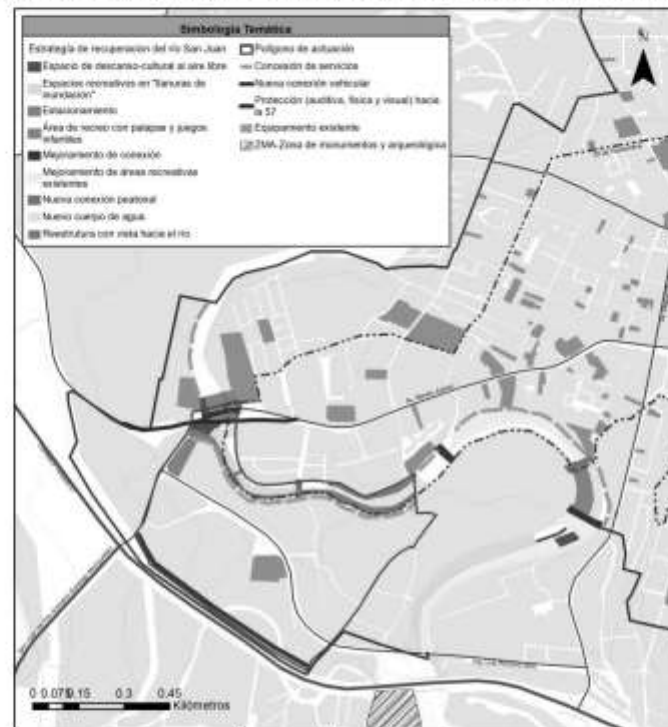 Simbología Temática
Estrategia de recuperacion del río San Juan
Espacio de descanso-cultural al aire libre
Espacios recreativos en "llanuras de
inundación"
Estacionamiento
Área de recreo con palapas y juegos
infantiles
Mejoramiento de conexión
Mejoramiento de áreas recreativas
existentes
Nueva conexión peatonal
Nuevo cuerpo de agua
Reestrutura con vista hacia el río
Polígono de actuación
Concesión de servicios
Nueva conexión vehicular
Protección (auditiva, física y visual) hacia
la 57
Equipamiento existente
ZMA-Zona de monumentos y arqueológica
0 0.075 0.15 0.3 0.45
Kilómetros